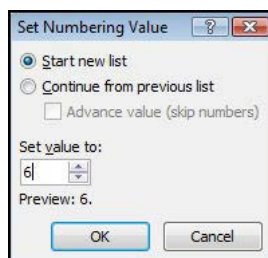 Set Numbering Value
Start new list
Continue from previous list
Advance value (skip numbers)
Set value to:
6
Preview: 6.
OK
Cancel